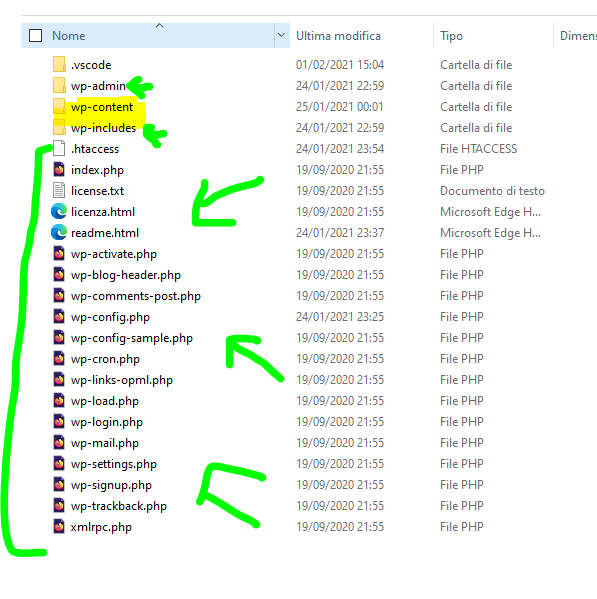 Nome Ultima modifica Tipo Dimens
.vscode 01/02/2021 15:04 Cartella di file
wp-admin 24/01/2021 22:59 Cartella di file
wp-content 25/01/2021 00:01 Cartella di file
wp-includes 24/01/2021 22:59 Cartella di file
.htaccess 24/01/2021 23:54 File HTACCESS
index.php 19/09/2020 21:55 File PHP
license.txt 19/09/2020 21:55 Documento di testo
licenza.html 19/09/2020 21:55 Microsoft Edge H...
readme.html 24/01/2021 23:37 Microsoft Edge H...
wp-activate.php 19/09/2020 21:55 File PHP
wp-blog-header.php 19/09/2020 21:55 File PHP
wp-comments-post.php 19/09/2020 21:55 File PHP
wp-config.php 24/01/2021 23:25 File PHP
wp-config-sample.php 19/09/2020 21:55 File PHP
wp-cron.php 19/09/2020 21:55 File PHP
wp-links-opml.php 19/09/2020 21:55 File PHP
wp-load.php 19/09/2020 21:55 File PHP
wp-login.php 19/09/2020 21:55 File PHP
wp-mail.php 19/09/2020 21:55 File PHP
wp-settings.php 19/09/2020 21:55 File PHP
wp-signup.php 19/09/2020 21:55 File PHP
wp-trackback.php 19/09/2020 21:55 File PHP
xmlrpc.php 19/09/2020 21:55 File PHP